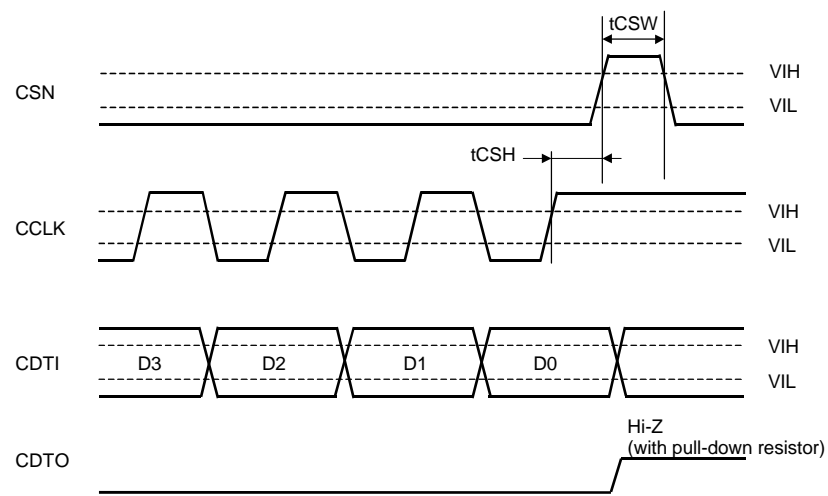 tCSW
CSN
VIH
VIL
tCSH
CCLK
VIH
VIL
CDTI
D3
D2
D1
D0
VIH
VIL
CDTO
Hi-Z
(with pull-down resistor)